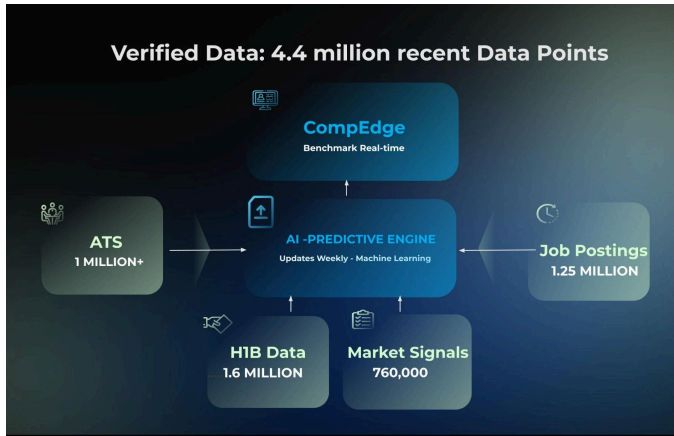 Verified Data: 4.4 million recent Data Points
CompEdge
Benchmark Real-time
ATS
1 MILLION+
AI -PREDICTIVE ENGINE
Updates Weekly - Machine Learning
Job Postings
1.25 MILLION
H1B Data
1.6 MILLION
Market Signals
760,000